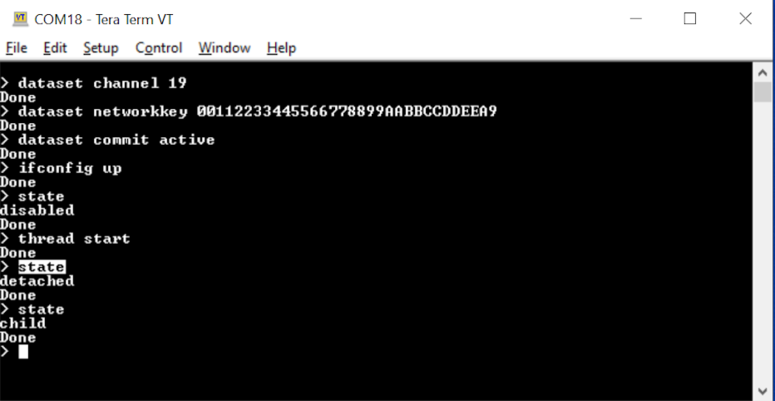 COM18 - Tera Term VT
File Edit Setup Control Window Help
> dataset channel 19
Done
> dataset networkkey 00112233445566778899AABBCCDDEEA9
Done
> dataset commit active
Done
> ifconfig up
Done
> state
disabled
Done
> thread start
Done
> state
detached
Done
> state
child
Done
>